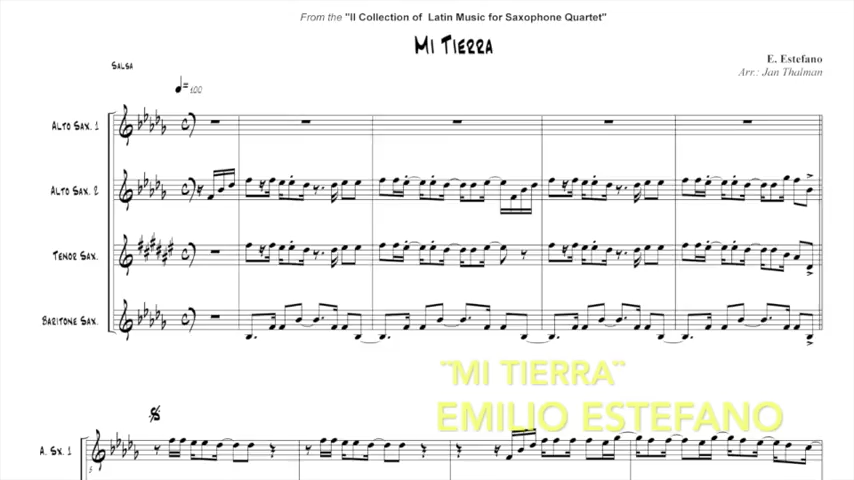 From the "II Collection of Latin Music for Saxophone Quartet"
MI TIERRA
E. Estefano
SALSA
Arr.: Jan Thalman
=100
ALTO SAX. 1
ALTO SAX. 2
TENOR SAX.
BARITONE SAX.
¨MI TIERRA¨
EMILIO ESTEFANO
A. SX. 1
5